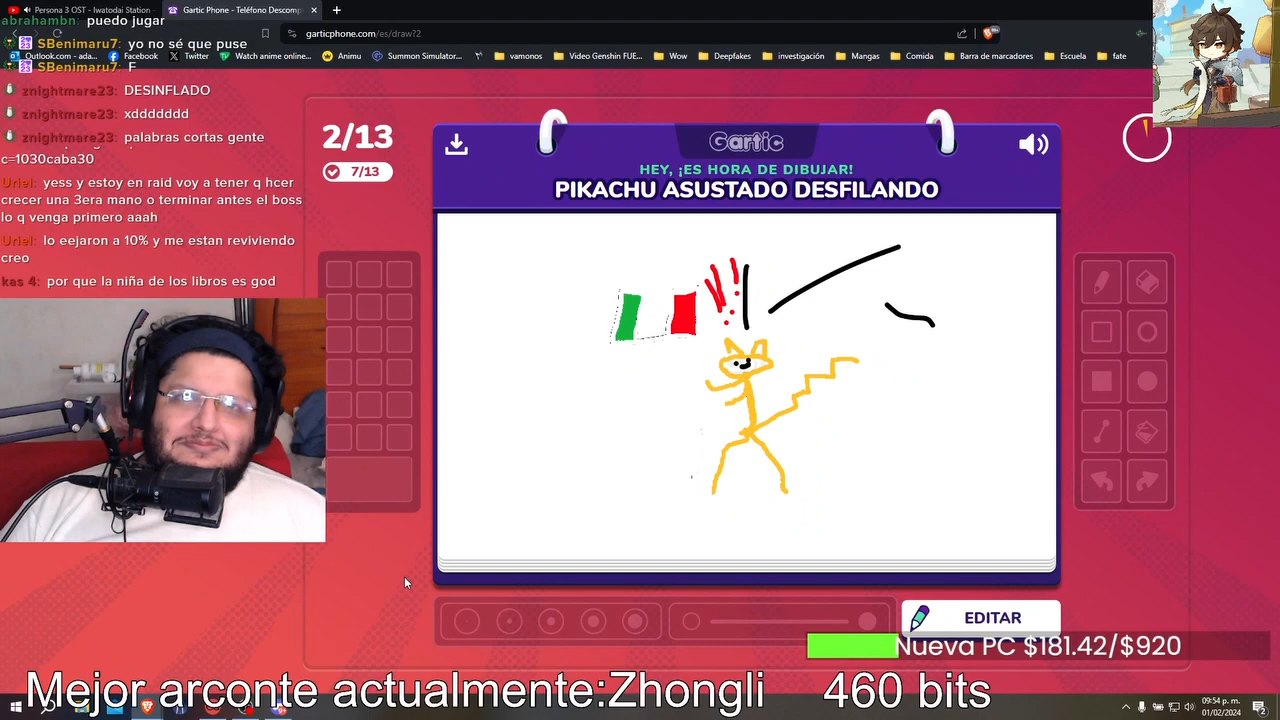 Persona 3 OST - Iwatodai Station
Gartic Phone - Teléfono Descomp
abrahambn: puedo jugar
garticphone.com/es/draw?2
SBenimaru7: yo no sé que puse
Outlook.com - ada...
Facebook
Twitter
Watch anime online...
Animu
Summon Simulator...
vamonos
Video Genshin FUE...
Wow
Deepfakes
investigación
Mangas
Comida
Barra de marcadores
Escuela
fate
SBenimaru7: F
znightmare23: DESINFLADO
znightmare23: xddddddd
znightmare23: palabras cortas gente
c=1030caba30
Uriel: yess y estoy en raid voy a tener q hcer
crecer una 3era mano o terminar antes el boss
lo q venga primero aaah
Uriel: lo eejaron a 10% y me estan reviviendo
creo
kas 4: por que la niña de los libros es god
2/13
7/13
Gartic
HEY, ¡ES HORA DE DIBUJAR!
PIKACHU ASUSTADO DESFILANDO
EDITAR
Nueva PC $181.42/$920
Mejor arconte actualmente:Zhongli 460 bits
09:54 p. m.
01/02/2024